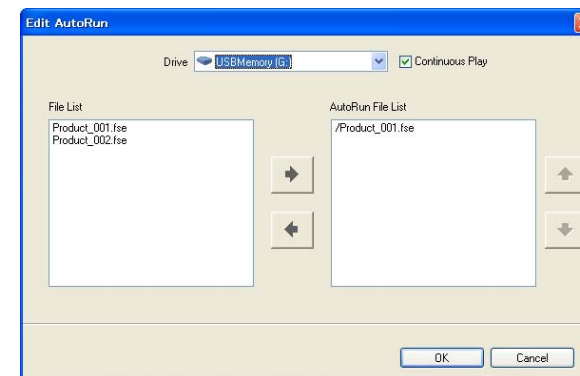 Edit AutoRun
Drive USBMemory (G:) Continuous Play
File List
Product_001.fse
Product_002.fse
AutoRun File List
/Product_001.fse
OK Cancel